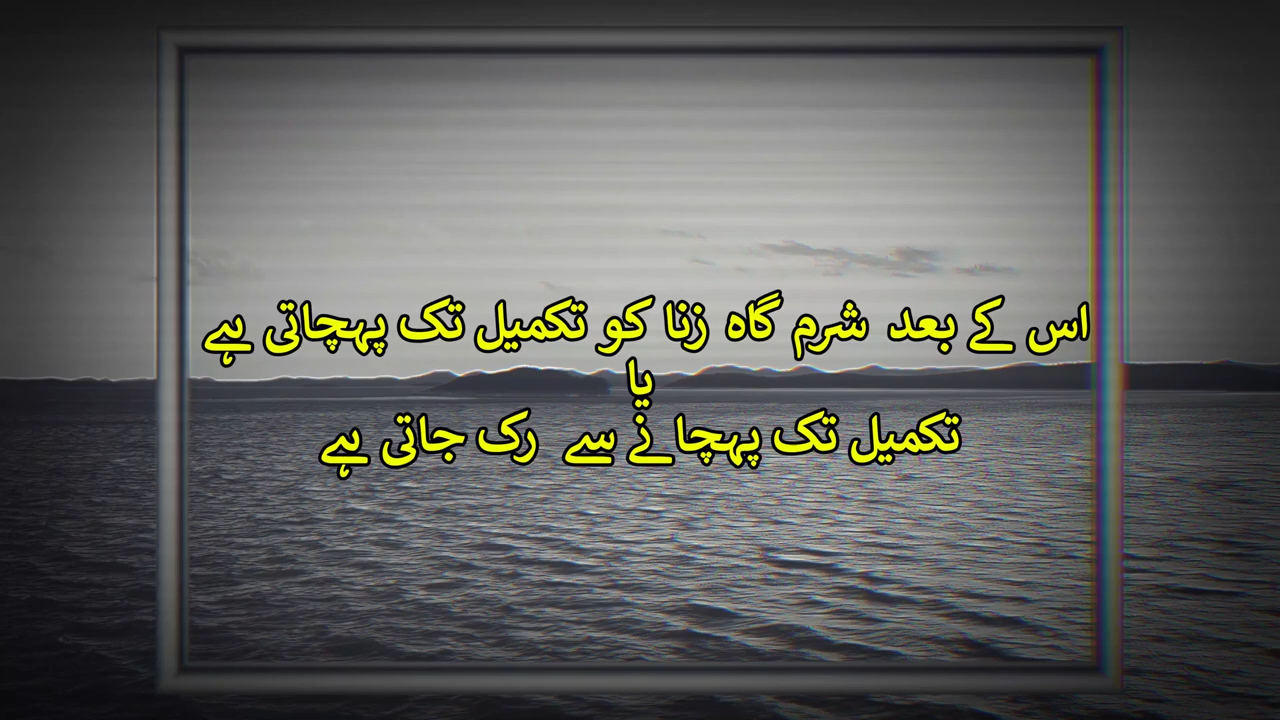 اس کے بعد شرم گاہ زنا کو تکمیل تک پہچاتی ہے
یا
تکمیل تک پہچانے سے رک جاتی ہے